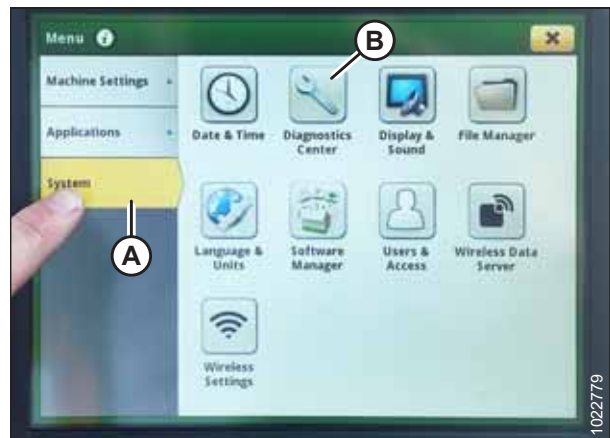 Menu i
B
Machine Settings
Applications
System
A
Date & Time
Diagnostics
Center
Display &
Sound
File Manager
Language &
Units
Software
Manager
Users &
Access
Wireless Data
Server
Wireless
Settings
1022779